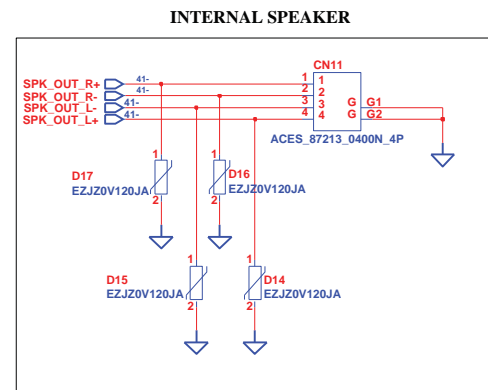 INTERNAL SPEAKER
CN11
SPK_OUT_R+ 41- 1 1
SPK_OUT_R- 41- 2 2
SPK_OUT_L- 41- 3 3 G G1
SPK_OUT_L+ 41- 4 4 G G2
ACES_87213_0400N_4P
1 1
D17 D16
EZJZ0V120JA EZJZ0V120JA
2 2
1 1
D15 D14
EZJZ0V120JA EZJZ0V120JA
2 2